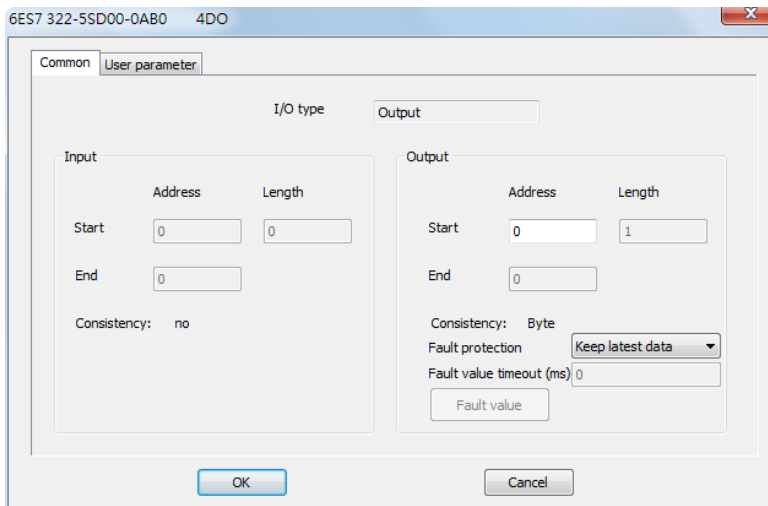 6ES7 322-5SD00-0AB0 4DO
x
Common User parameter
I/O type Output
Input
Address Length
Start 0 0
End 0
Consistency: no
Output
Address Length
Start 0 1
End 0
Consistency: Byte
Fault protection Keep latest data
Fault value timeout (ms) 0
Fault value
OK Cancel